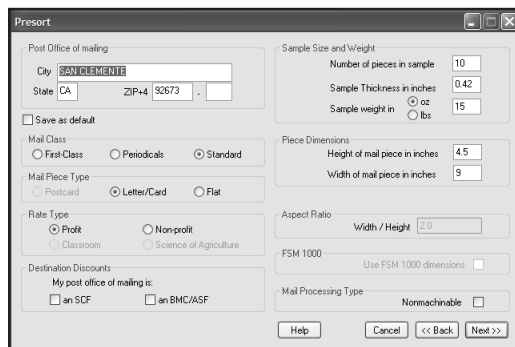 Presort
Post Office of mailing
City SAN CLEMENTE
State CA ZIP+4 92673 .
Save as default
Mail Class
First-Class Periodicals Standard
Mail Piece Type
Postcard Letter/Card Flat
Rate Type
Profit Non-profit
Classroom Science of Agriculture
Destination Discounts
My post office of mailing is:
an SCF an BMC/ASF
Sample Size and Weight
Number of pieces in sample 10
Sample Thickness in inches 0.42
Sample weight in oz 15
lbs
Piece Dimensions
Height of mail piece in inches 4.5
Width of mail piece in inches 9
Aspect Ratio
Width / Height 2.0
FSM 1000
Use FSM 1000 dimensions
Mail Processing Type
Nonmachinable
Help Cancel << Back Next >>